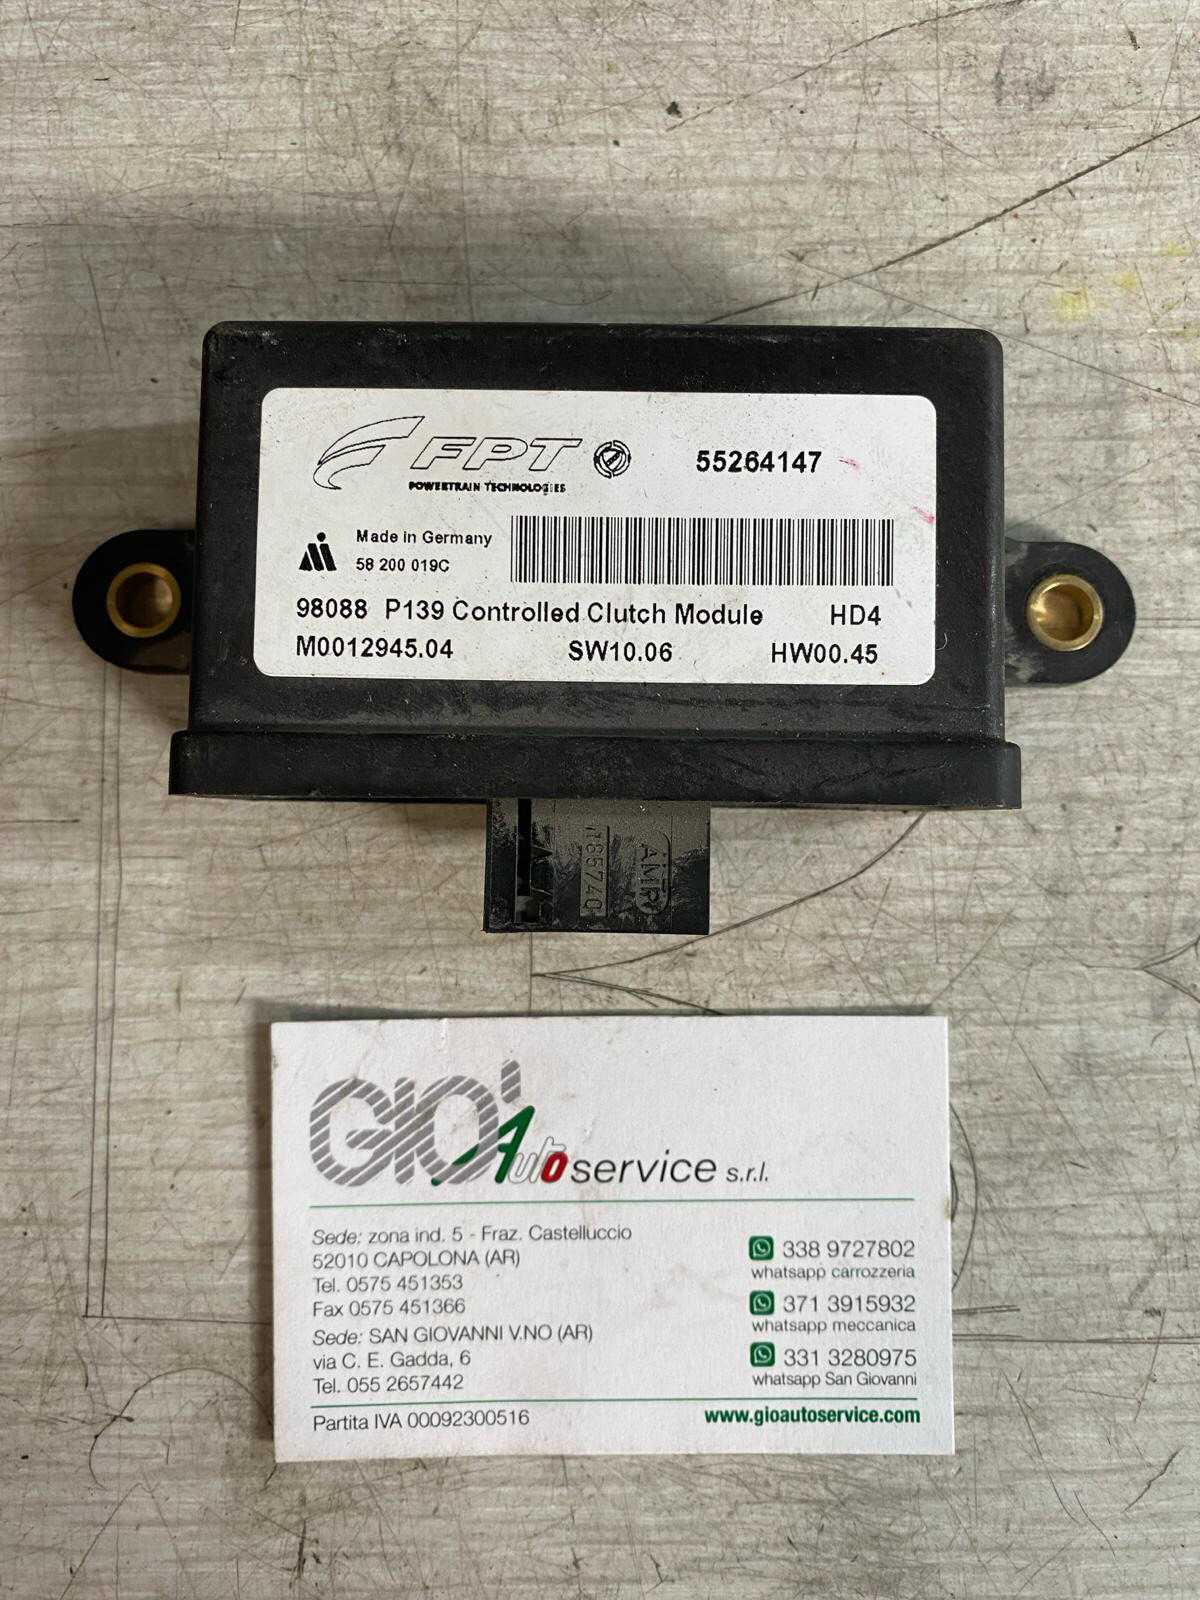 FPT
55264147
POWERTRAIN TECHNOLOGIES
Made in Germany
58 200 019C
98088 P139 Controlled Clutch Module HD4
M0012945.04 SW10.06 HW00.45
AMP
GIO' Auto service s.r.l.
Sede: zona ind. 5 - Fraz. Castelluccio
52010 CAPOLONA (AR)
Tel. 0575 451353
Fax 0575 451366
Sede: SAN GIOVANNI V.NO (AR)
via C. E. Gadda, 6
Tel. 055 2657442
338 9727802
whatsapp carrozzeria
371 3915932
whatsapp meccanica
331 3280975
whatsapp San Giovanni
Partita IVA 00092300516
www.gioautoservice.com